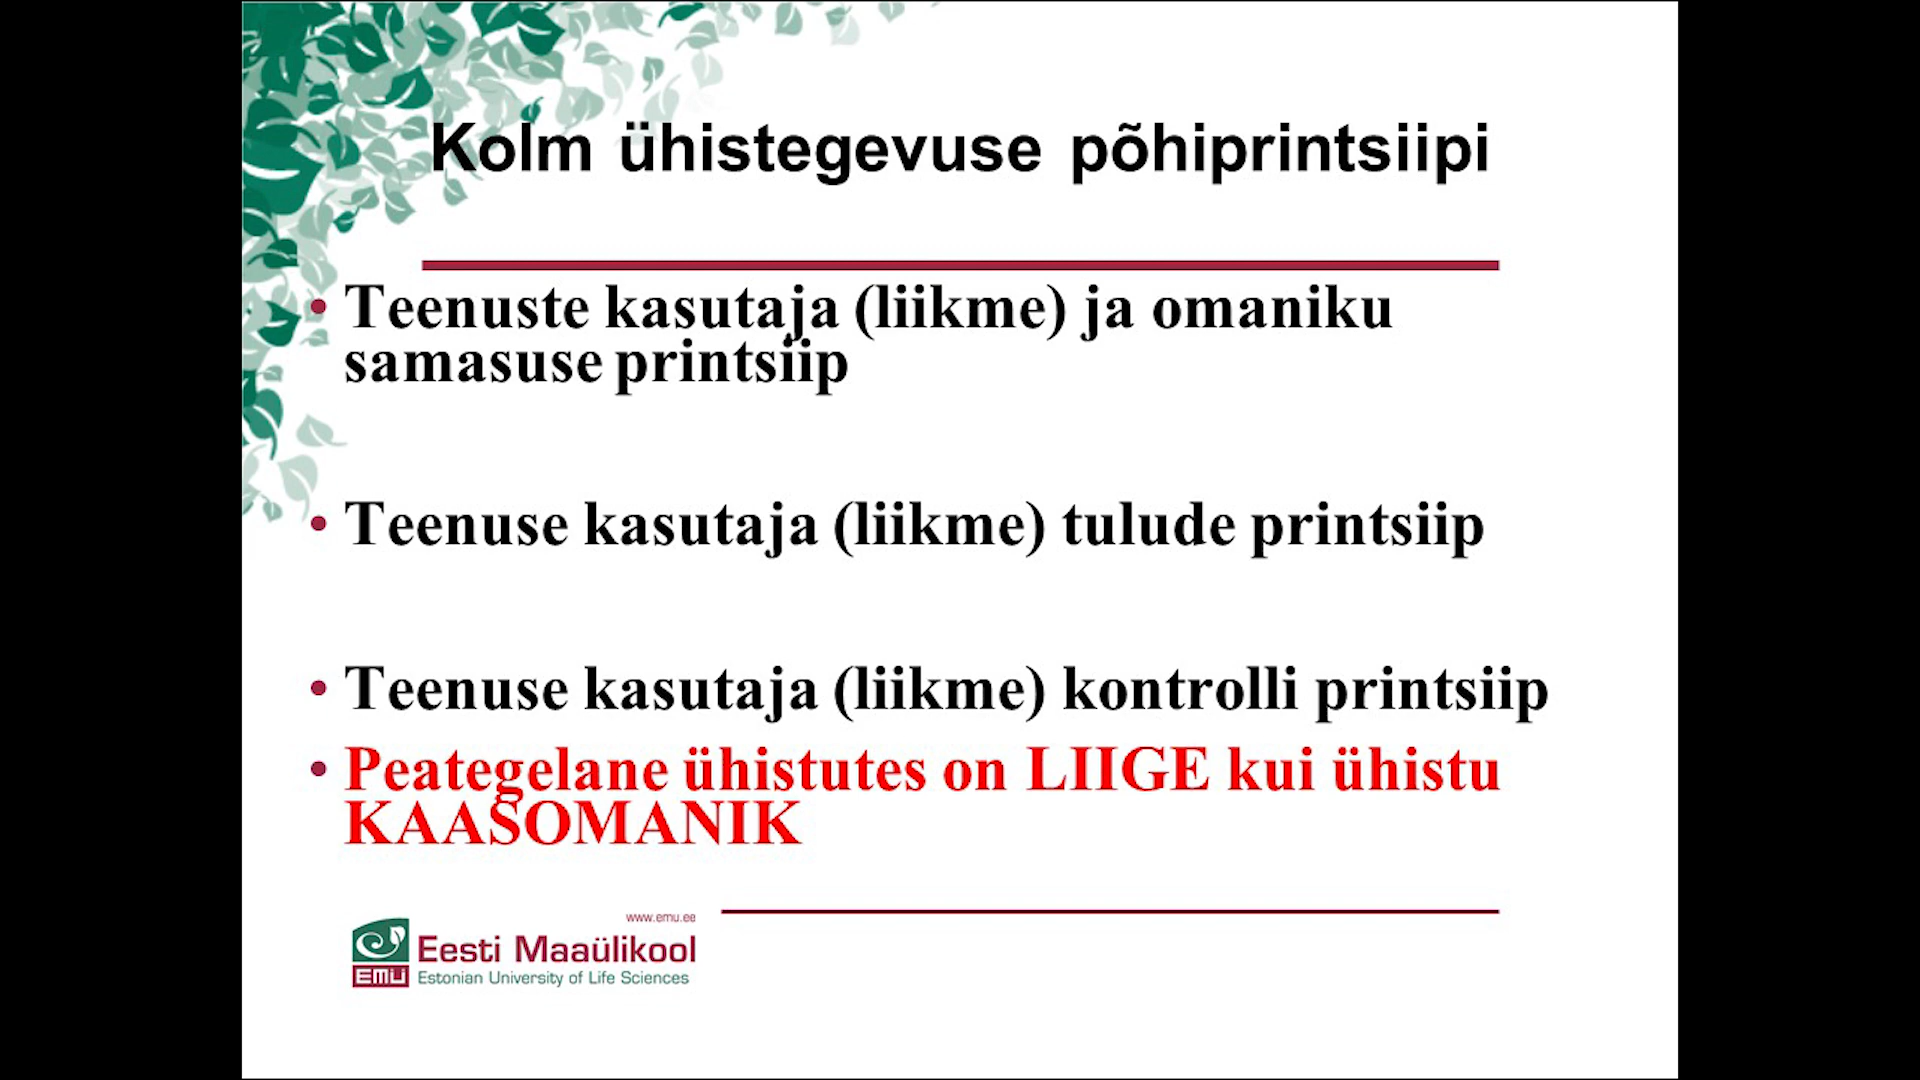 Kolm ühistegevuse põhiprintsiipi
• Teenuste kasutaja (liikme) ja omaniku
samasuse printsiip
• Teenuse kasutaja (liikme) tulude printsiip
• Teenuse kasutaja (liikme) kontrolli printsiip
• Peategelane ühistutes on LIIGE kui ühistu
KAASOMANIK
www.emu.ee
Eesti Maaülikool
EMU Estonian University of Life Sciences